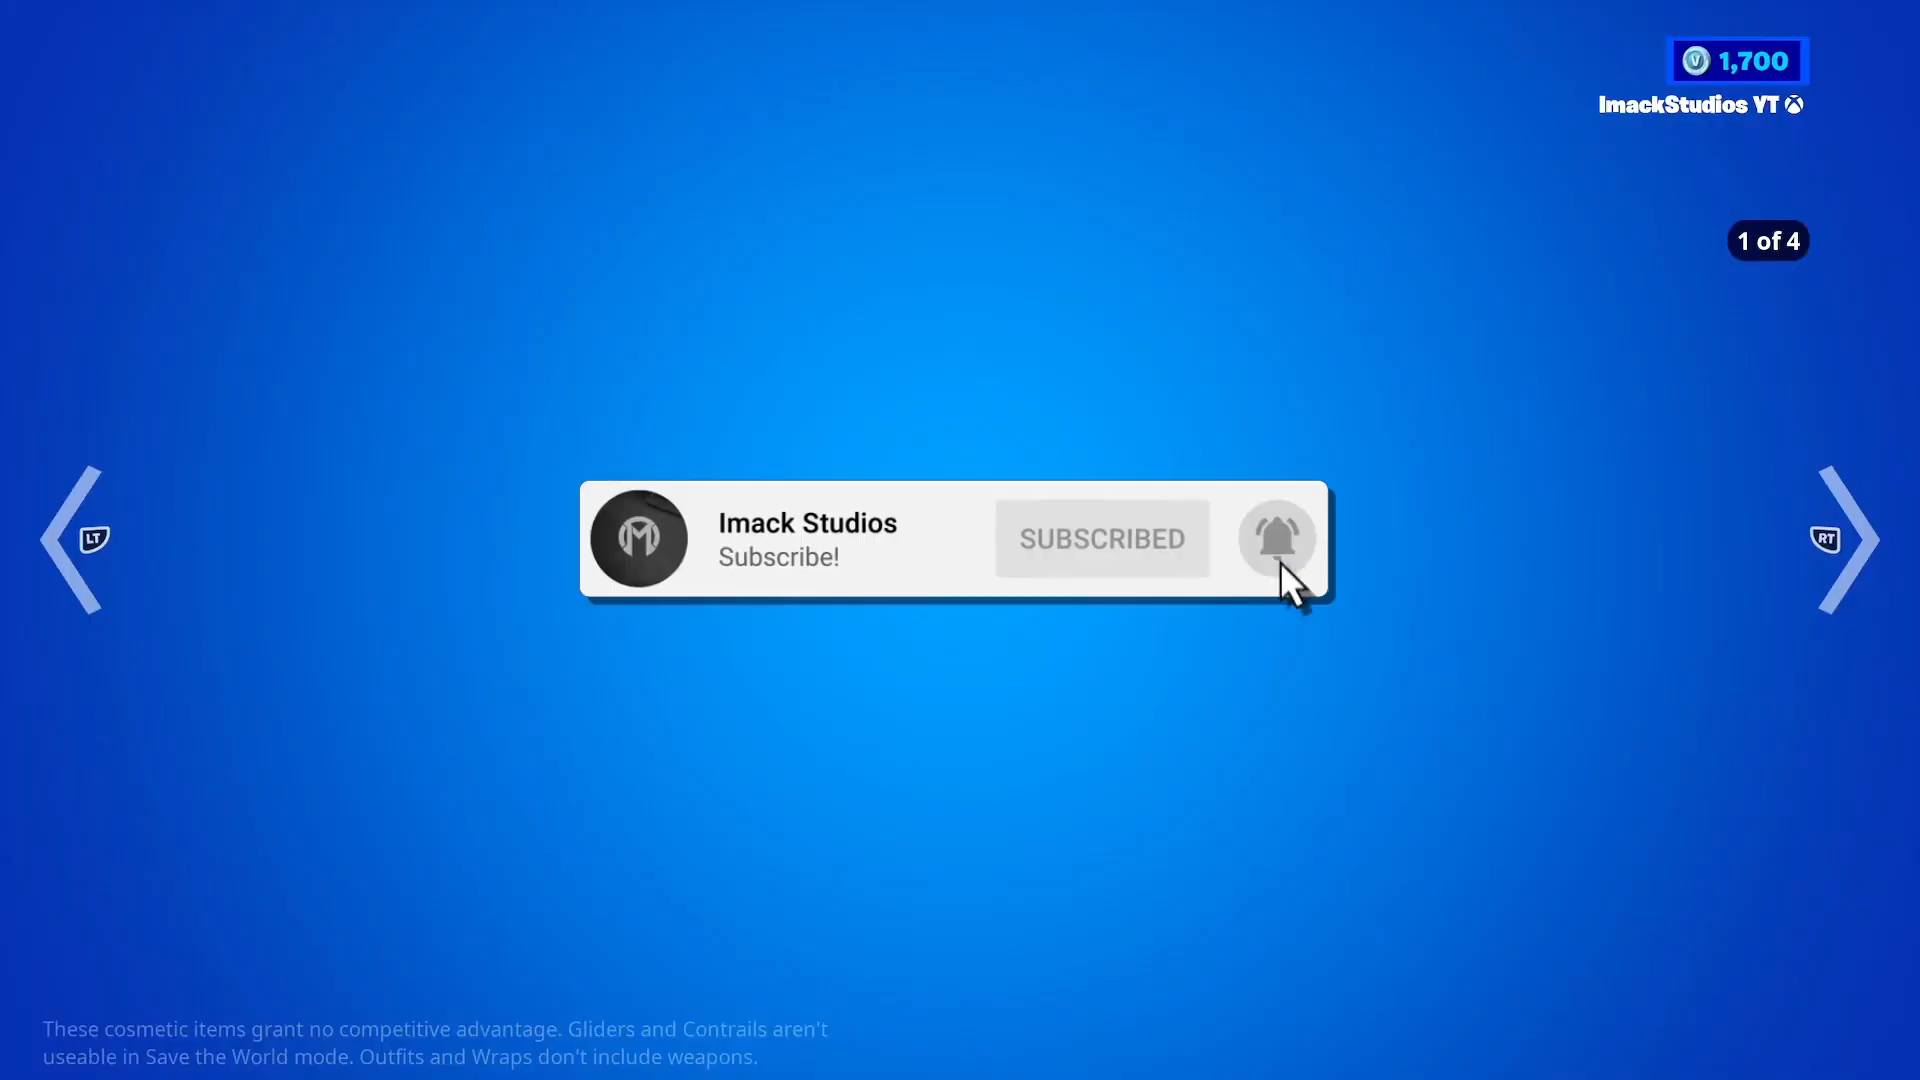 1,700
ImackStudios YT
1 of 4
LT
RT
Imack Studios
Subscribe!
SUBSCRIBED
These cosmetic items grant no competitive advantage. Gliders and Contrails aren't
useable in Save the World mode. Outfits and Wraps don't include weapons.